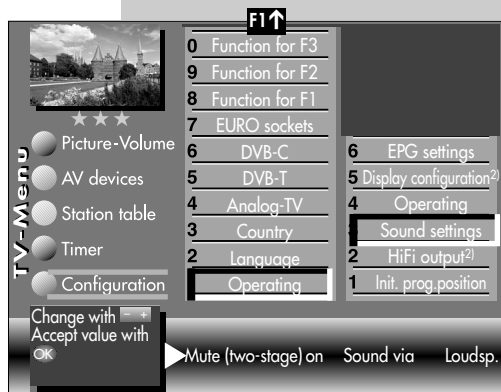 F1↑
TV-Menu
Picture-Volume
AV devices
Station table
Timer
Configuration
0 Function for F3
9 Function for F2
8 Function for F1
7 EURO sockets
6 DVB-C
5 DVB-T
4 Analog-TV
3 Country
2 Language
Operating
6 EPG settings
5 Display configuration2)
4 Operating
3 Sound settings
2 HiFi output2)
1 Init. prog.position
Change with - +
Accept value with
OK
Mute (two-stage) on Sound via Loudsp.